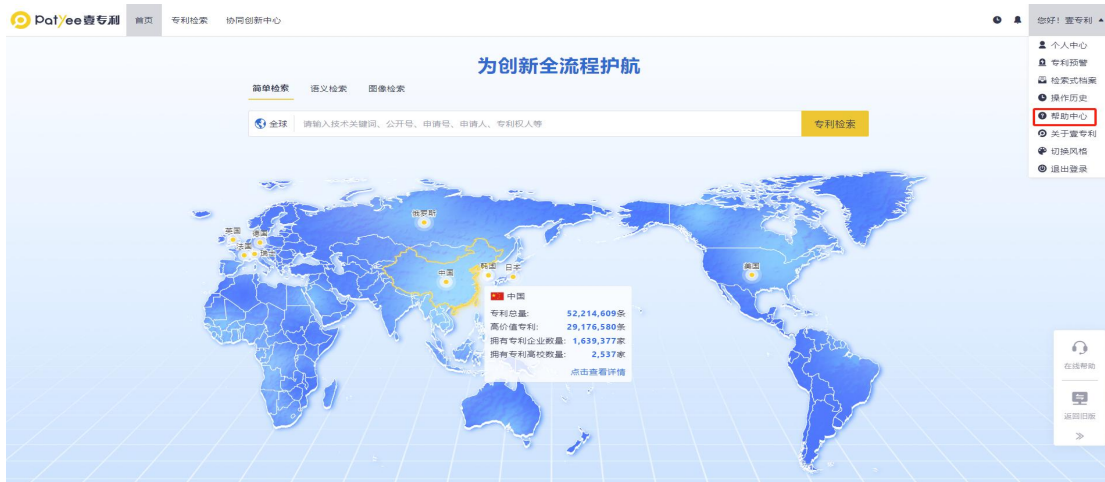 Patyee壹专利 首页 专利检索 协同创新中心 您好！壹专利
个人中心
专利预警
检索式档案
操作历史
帮助中心
关于壹专利
切换风格
退出登录
为创新全流程护航
简单检索 语义检索 图像检索
全球 请输入技术关键词、公开号、申请号、申请人、专利权人等 专利检索
俄罗斯
英国 德国
法国 瑞士
中国 韩国 日本
美国
中国
专利总量: 52,214,609条
高价值专利: 29,176,580条
拥有专利企业数量: 1,639,377家
拥有专利高校数量: 2,537家
点击查看详情
在线帮助
返回旧版